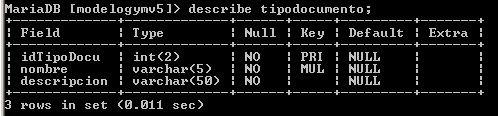 MariaDB [modelogymv5]> describe tipodocumento;
+-------------+-------------+------+-----+---------+-------+
| Field       | Type        | Null | Key | Default | Extra |
+-------------+-------------+------+-----+---------+-------+
| idTipoDocu  | int(2)      | NO   | PRI | NULL    |       |
| nombre      | varchar(5)  | NO   | MUL | NULL    |       |
| descripcion | varchar(50) | NO   |     | NULL    |       |
+-------------+-------------+------+-----+---------+-------+
3 rows in set (0.011 sec)